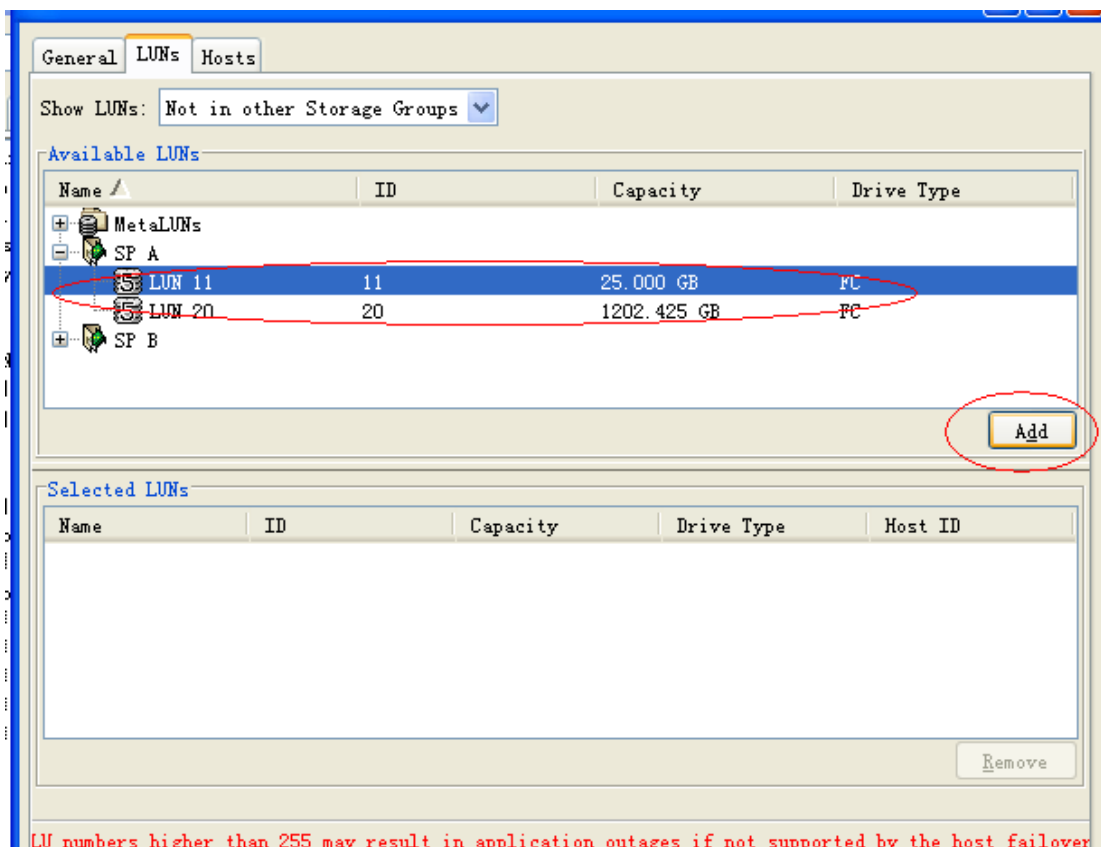 General LUNs Hosts
Show LUNs: Not in other Storage Groups
Available LUNs
Name ID Capacity Drive Type
MetaLUNs
SP A
LUN 11 11 25.000 GB FC
LUN 20 20 1202.425 GB FC
SP B
Add
Selected LUNs
Name ID Capacity Drive Type Host ID
Remove
LU numbers higher than 255 may result in application outages if not supported by the host failover